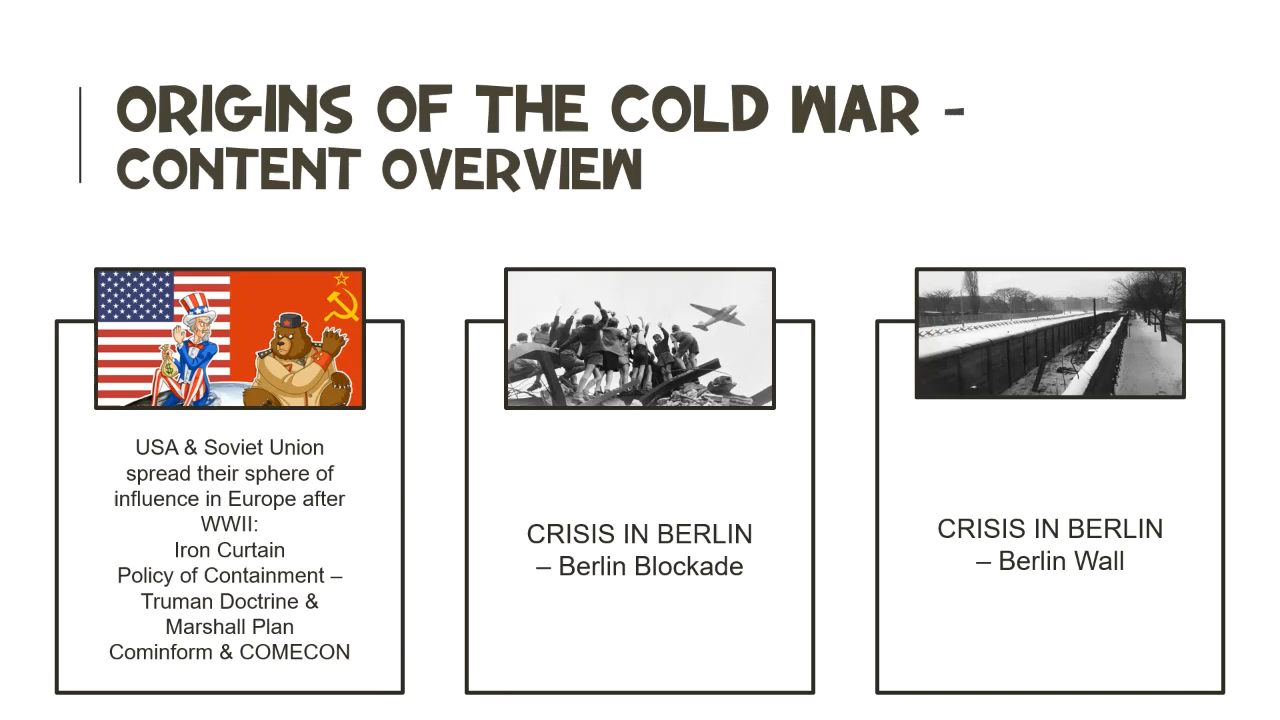 ORIGINS OF THE COLD WAR -
CONTENT OVERVIEW
USA & Soviet Union
spread their sphere of
influence in Europe after
WWII:
Iron Curtain
Policy of Containment –
Truman Doctrine &
Marshall Plan
Cominform & COMECON
CRISIS IN BERLIN
– Berlin Blockade
CRISIS IN BERLIN
– Berlin Wall